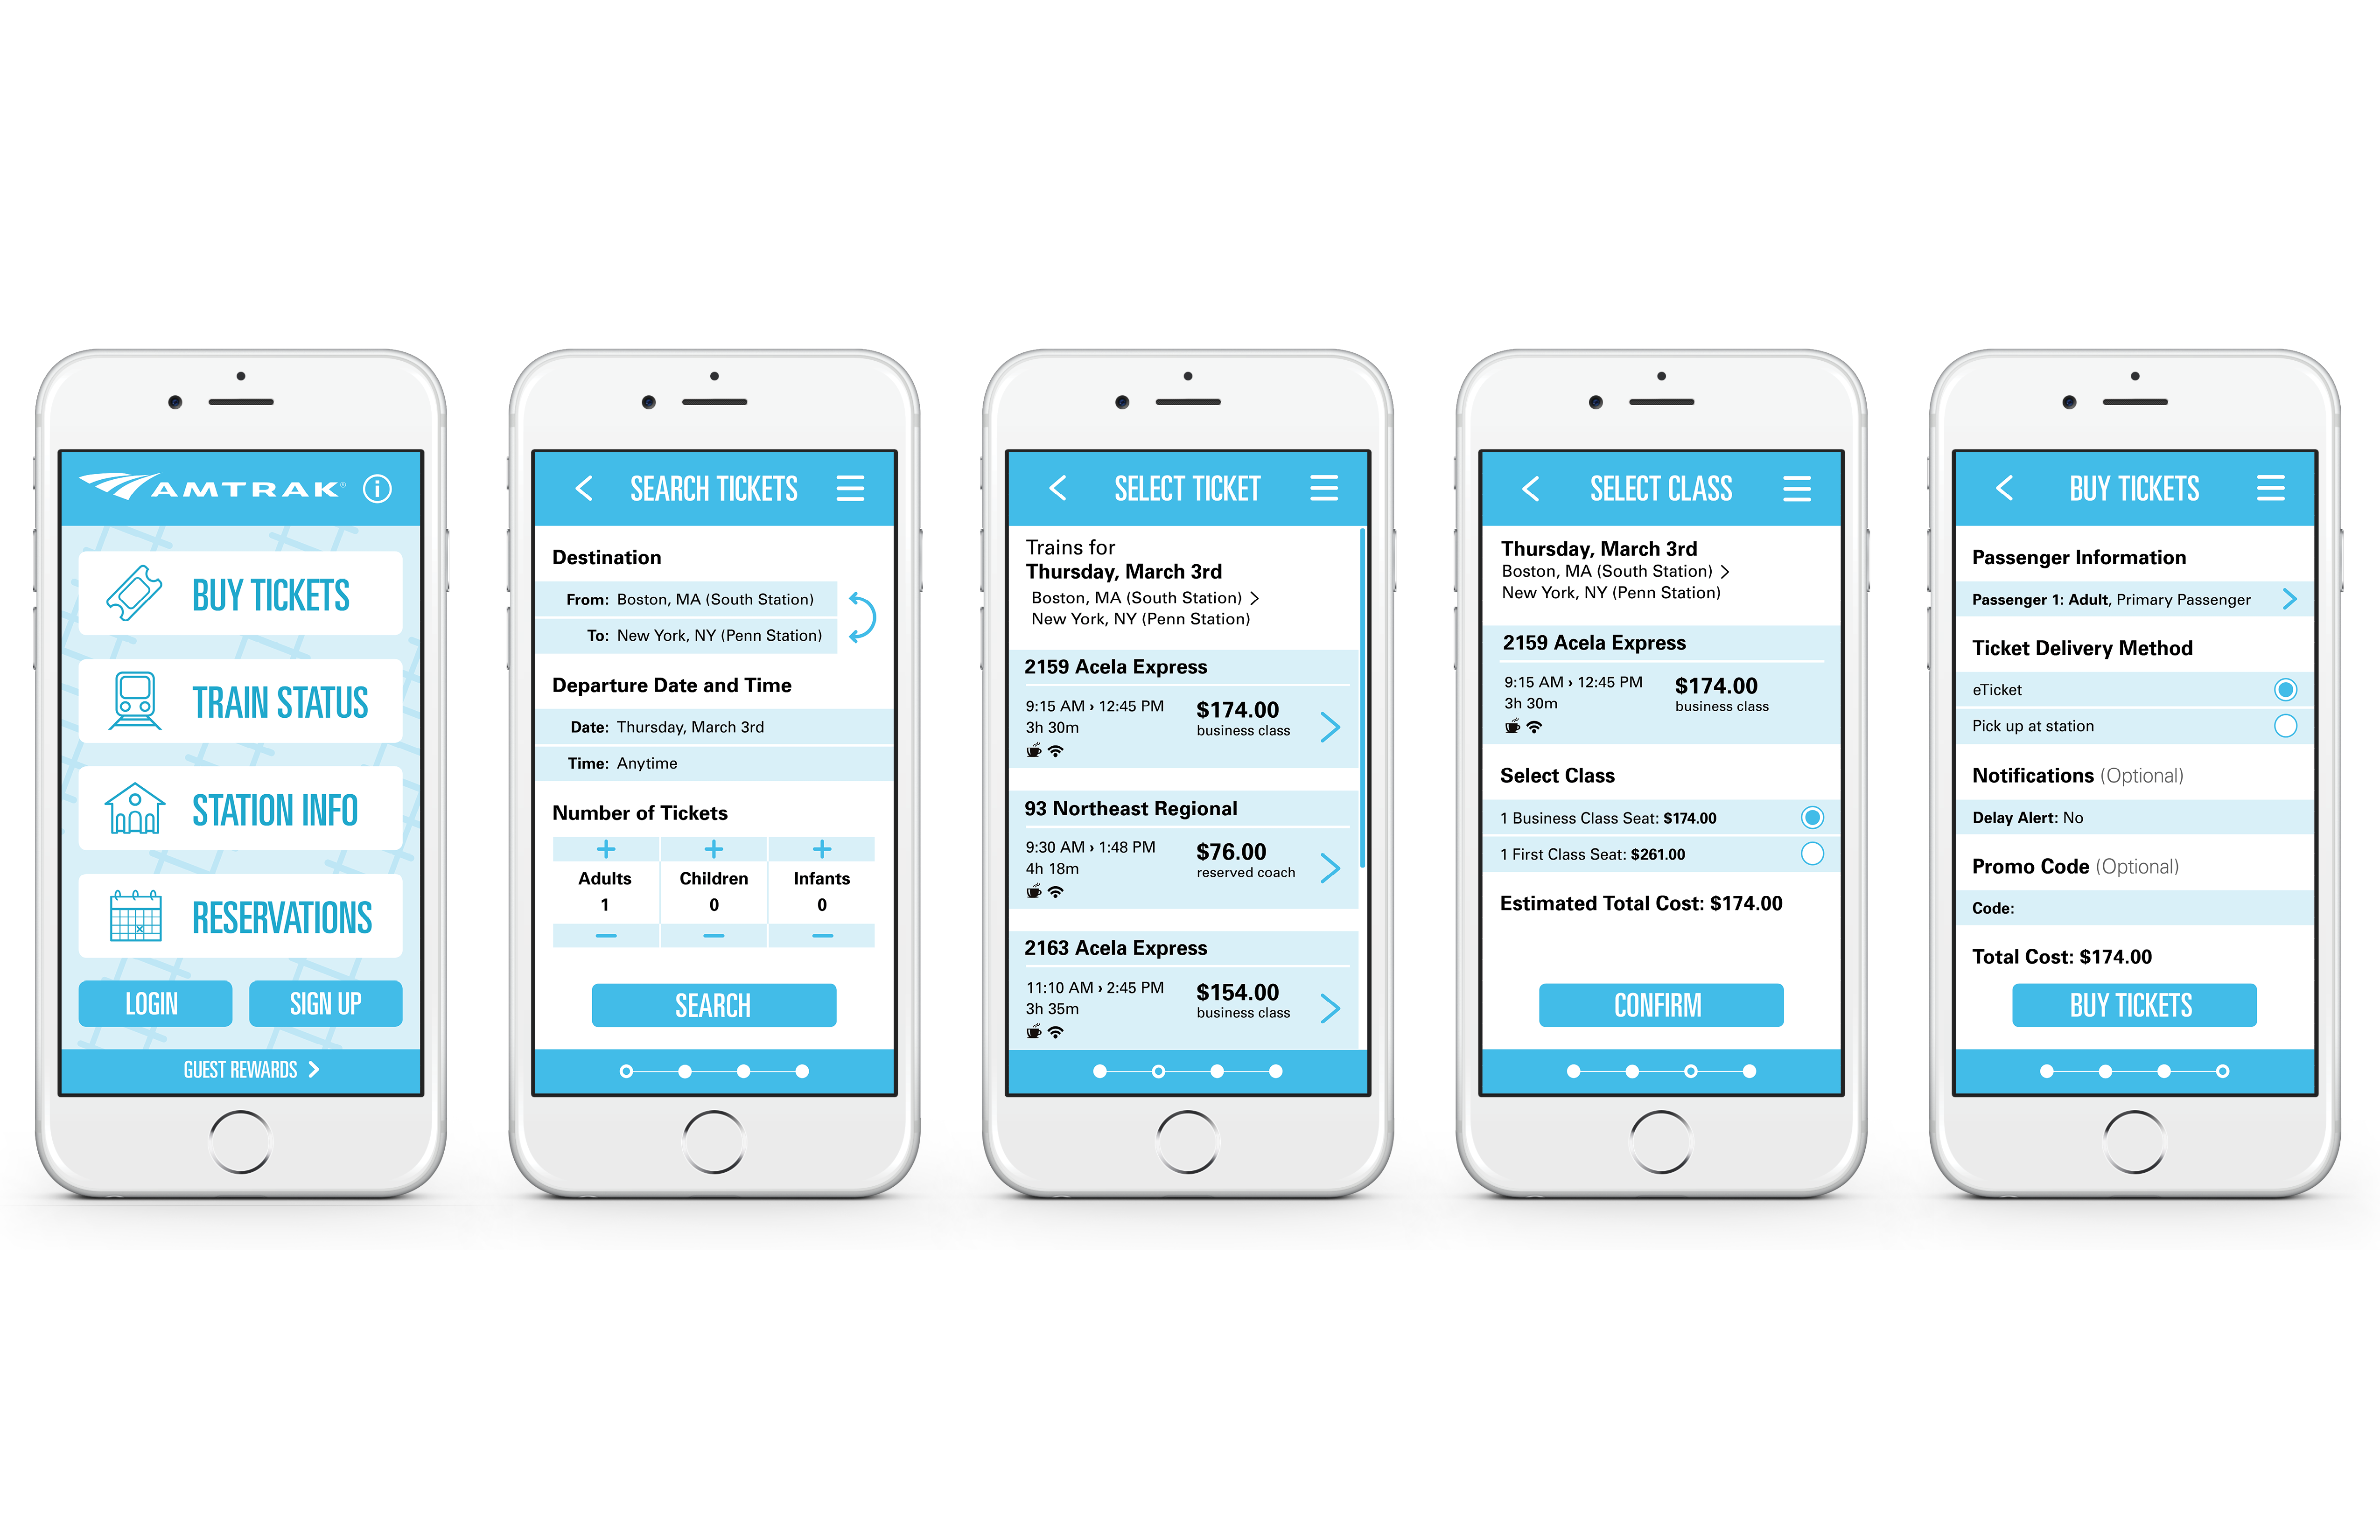 AMTRAK®
BUY TICKETS
TRAIN STATUS
STATION INFO
RESERVATIONS
LOGIN
SIGN UP
GUEST REWARDS
SEARCH TICKETS
Destination
From: Boston, MA (South Station)
To: New York, NY (Penn Station)
Departure Date and Time
Date: Thursday, March 3rd
Time: Anytime
Number of Tickets
Adults Children Infants
1 0 0
SEARCH
SELECT TICKET
Trains for
Thursday, March 3rd
Boston, MA (South Station) >
New York, NY (Penn Station)
2159 Acela Express
9:15 AM › 12:45 PM $174.00
3h 30m business class
93 Northeast Regional
9:30 AM › 1:48 PM $76.00
4h 18m reserved coach
2163 Acela Express
11:10 AM › 2:45 PM $154.00
3h 35m business class
SELECT CLASS
Thursday, March 3rd
Boston, MA (South Station) >
New York, NY (Penn Station)
2159 Acela Express
9:15 AM › 12:45 PM $174.00
3h 30m business class
Select Class
1 Business Class Seat: $174.00
1 First Class Seat: $261.00
Estimated Total Cost: $174.00
CONFIRM
BUY TICKETS
Passenger Information
Passenger 1: Adult, Primary Passenger
Ticket Delivery Method
eTicket
Pick up at station
Notifications (Optional)
Delay Alert: No
Promo Code (Optional)
Code:
Total Cost: $174.00
BUY TICKETS